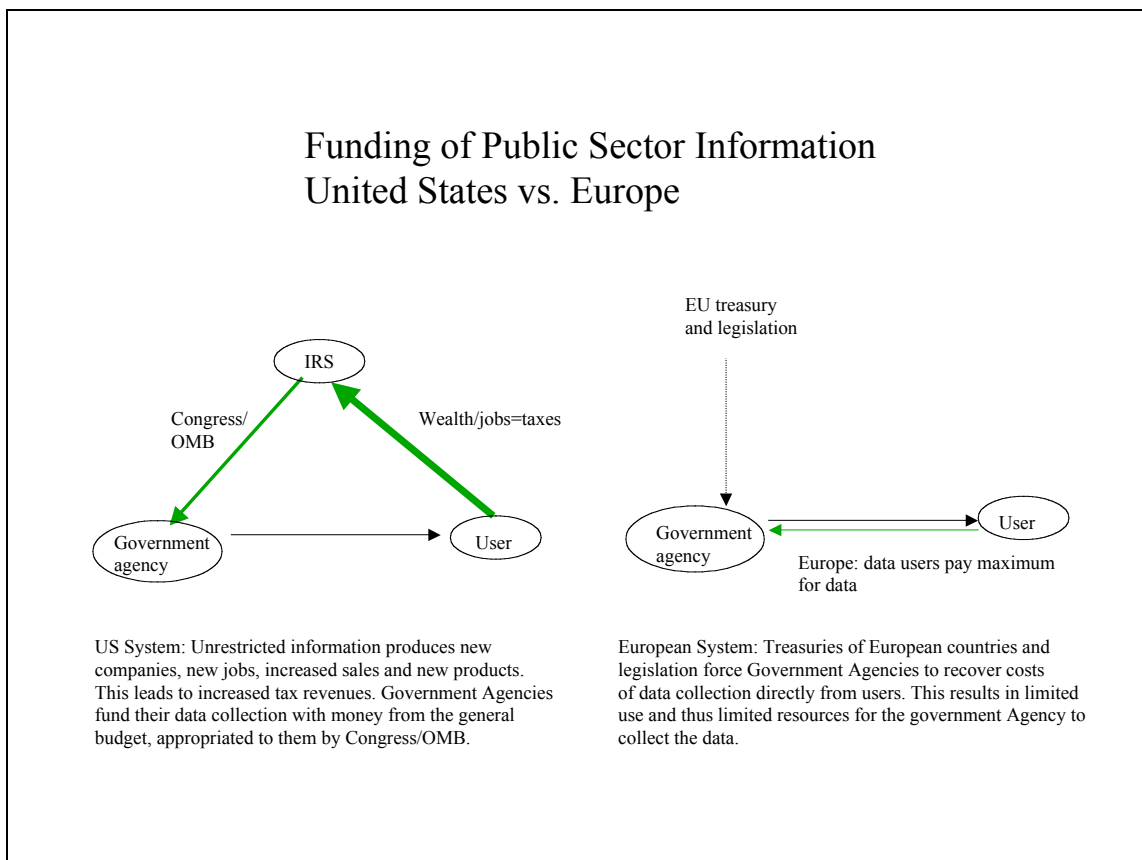 Funding of Public Sector Information
United States vs. Europe
IRS
Congress/
OMB
Wealth/jobs=taxes
Government
agency
User
US System: Unrestricted information produces new
companies, new jobs, increased sales and new products.
This leads to increased tax revenues. Government Agencies
fund their data collection with money from the general
budget, appropriated to them by Congress/OMB.
EU treasury
and legislation
Government
agency
User
Europe: data users pay maximum
for data
European System: Treasuries of European countries and
legislation force Government Agencies to recover costs
of data collection directly from users. This results in limited
use and thus limited resources for the government Agency to
collect the data.